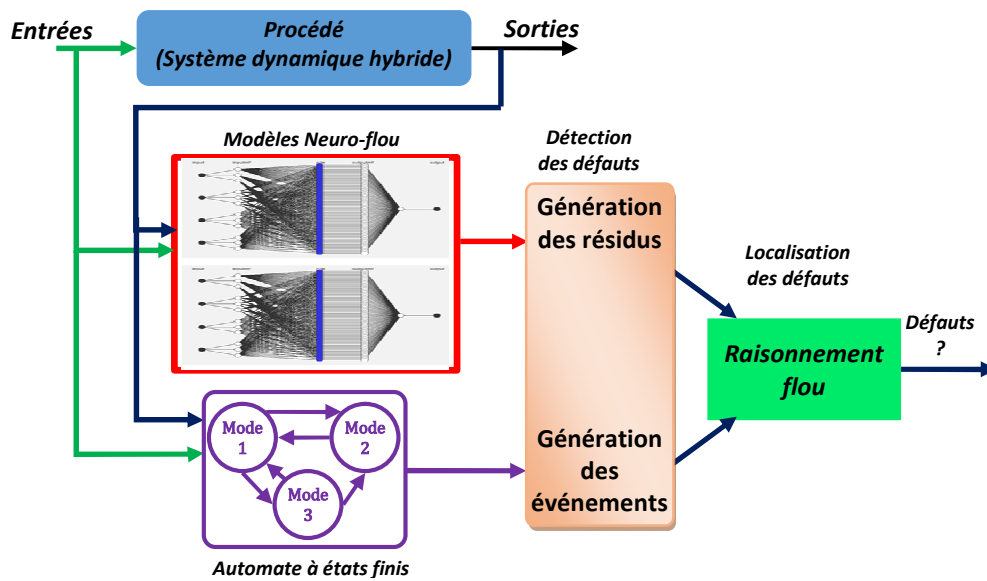 Entrées
Procédé
(Système dynamique hybride)
Sorties
Modèles Neuro-flou
Détection
des défauts
Génération
des résidus
Localisation
des défauts
Raisonnement
flou
Défauts
?
Mode
1
Mode
2
Mode
3
Génération
des
événements
Automate à états finis